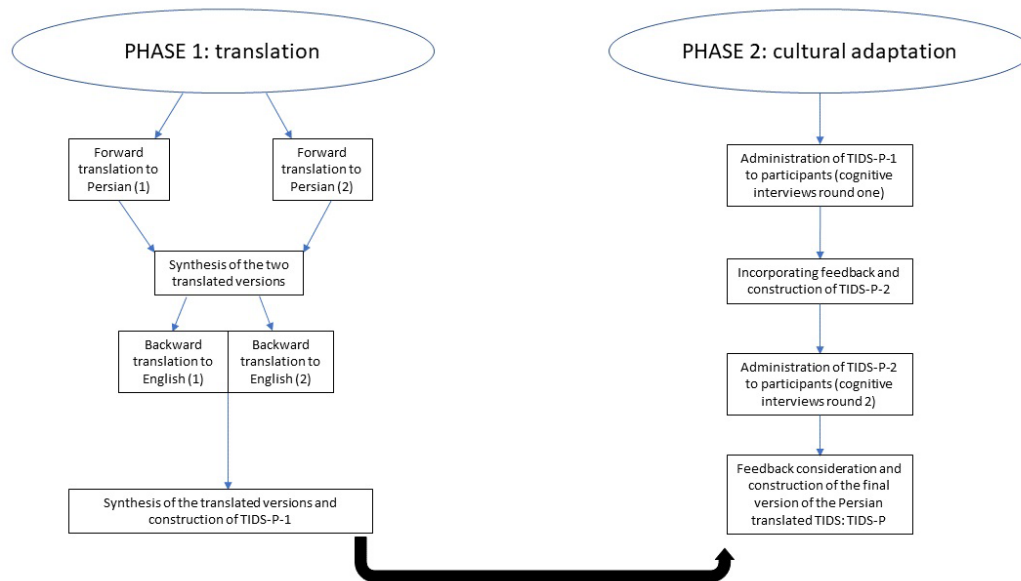 PHASE 1: translation
Forward
translation to
Persian (1)
Forward
translation to
Persian (2)
Synthesis of the two
translated versions
Backward
translation to
English (1)
Backward
translation to
English (2)
Synthesis of the translated versions and
construction of TIDS-P-1
PHASE 2: cultural adaptation
Administration of TIDS-P-1
to participants (cognitive
interviews round one)
Incorporating feedback and
construction of TIDS-P-2
Administration of TIDS-P-2
to participants (cognitive
interviews round 2)
Feedback consideration and
construction of the final
version of the Persian
translated TIDS: TIDS-P